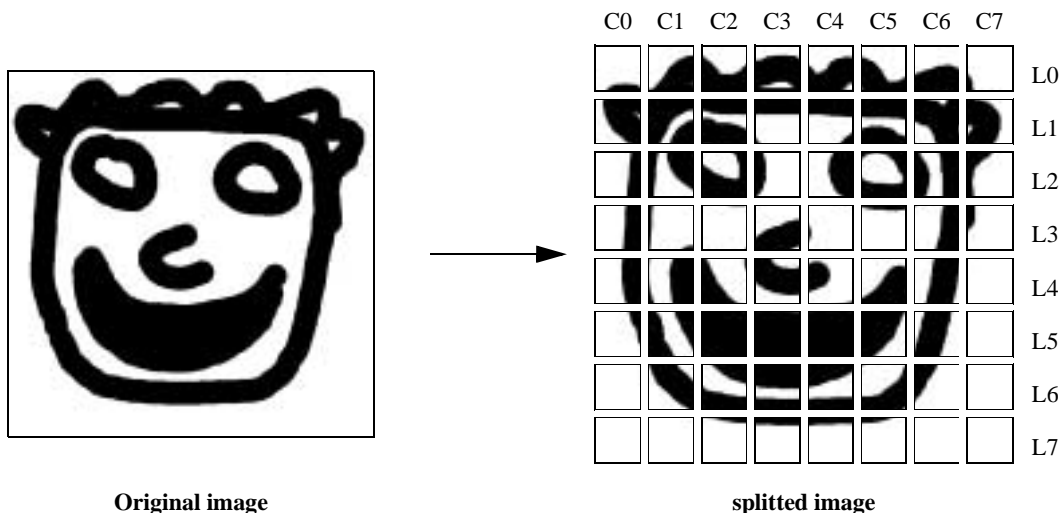 C0 C1 C2 C3 C4 C5 C6 C7
L0
L1
L2
L3
L4
L5
L6
L7
Original image
splitted image